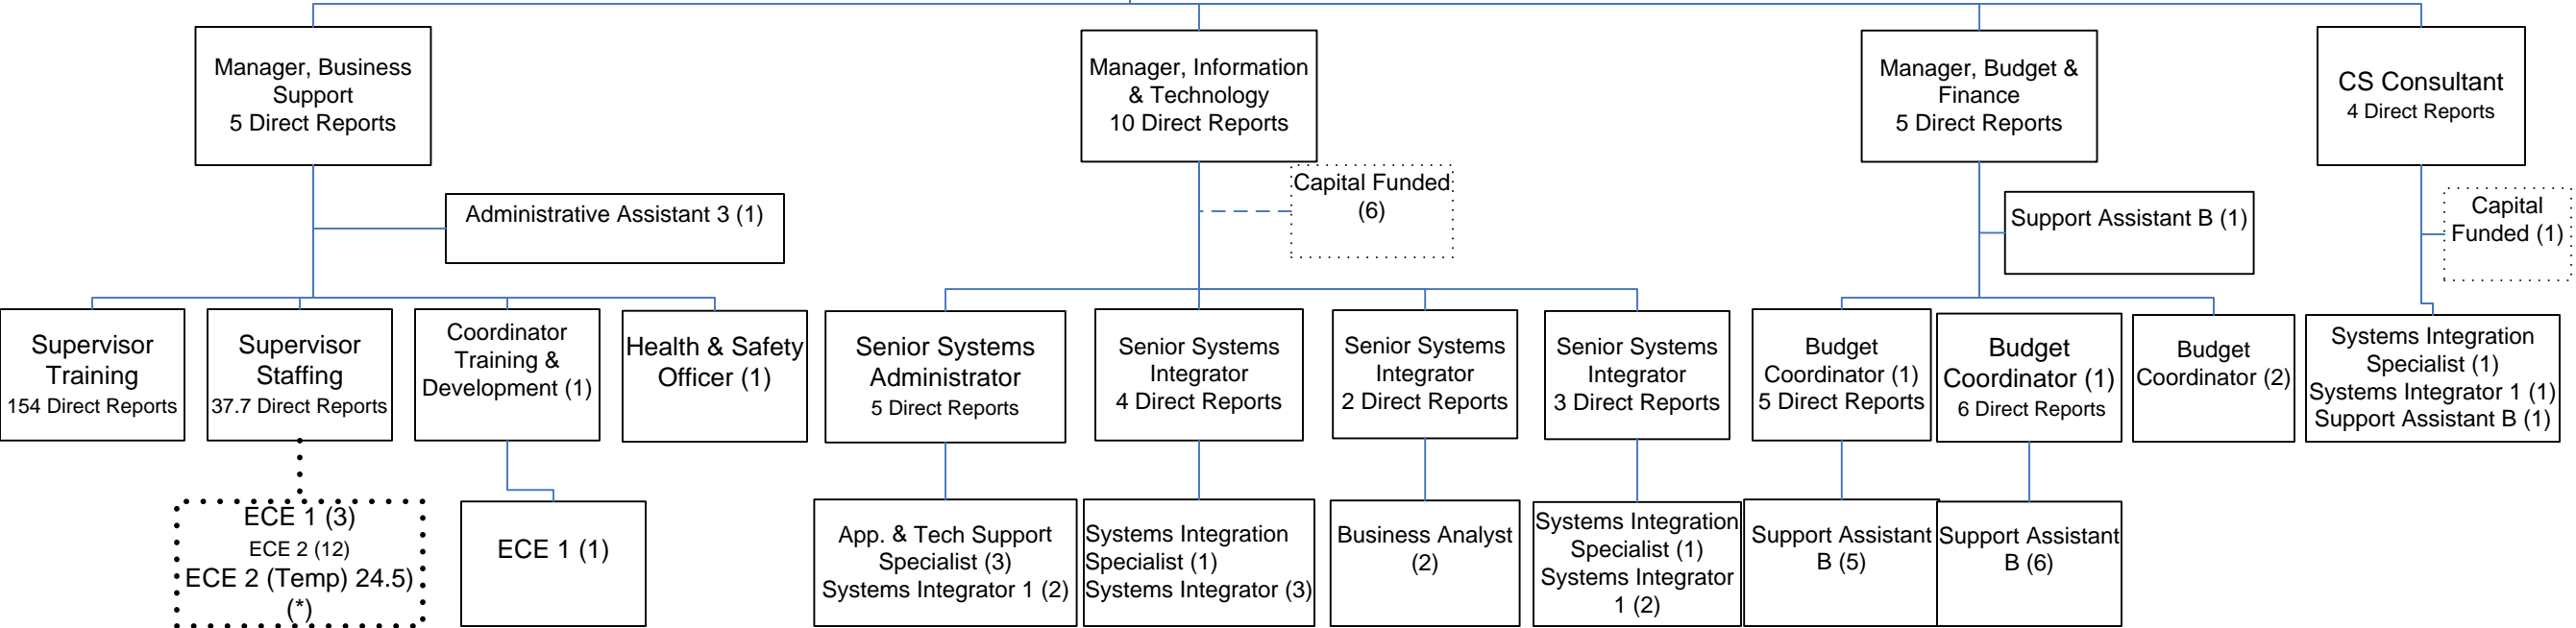 Manager, Business
Support
5 Direct Reports
Manager, Information
& Technology
10 Direct Reports
Manager, Budget &
Finance
5 Direct Reports
CS Consultant
4 Direct Reports
Administrative Assistant 3 (1)
Capital Funded
(6)
Support Assistant B (1)
Capital
Funded (1)
Supervisor
Training
154 Direct Reports
Supervisor
Staffing
37.7 Direct Reports
Coordinator
Training &
Development (1)
Health & Safety
Officer (1)
Senior Systems
Administrator
5 Direct Reports
Senior Systems
Integrator
4 Direct Reports
Senior Systems
Integrator
2 Direct Reports
Senior Systems
Integrator
3 Direct Reports
Budget
Coordinator (1)
5 Direct Reports
Budget
Coordinator (1)
6 Direct Reports
Budget
Coordinator (2)
Systems Integration
Specialist (1)
Systems Integrator 1 (1)
Support Assistant B (1)
ECE 1 (3)
ECE 2 (12)
ECE 2 (Temp) 24.5)
(*)
ECE 1 (1)
App. & Tech Support
Specialist (3)
Systems Integrator 1 (2)
Systems Integration
Specialist (1)
Systems Integrator (3)
Business Analyst
(2)
Systems Integration
Specialist (1)
Systems Integrator
1 (2)
Support Assistant
B (5)
Support Assistant
B (6)